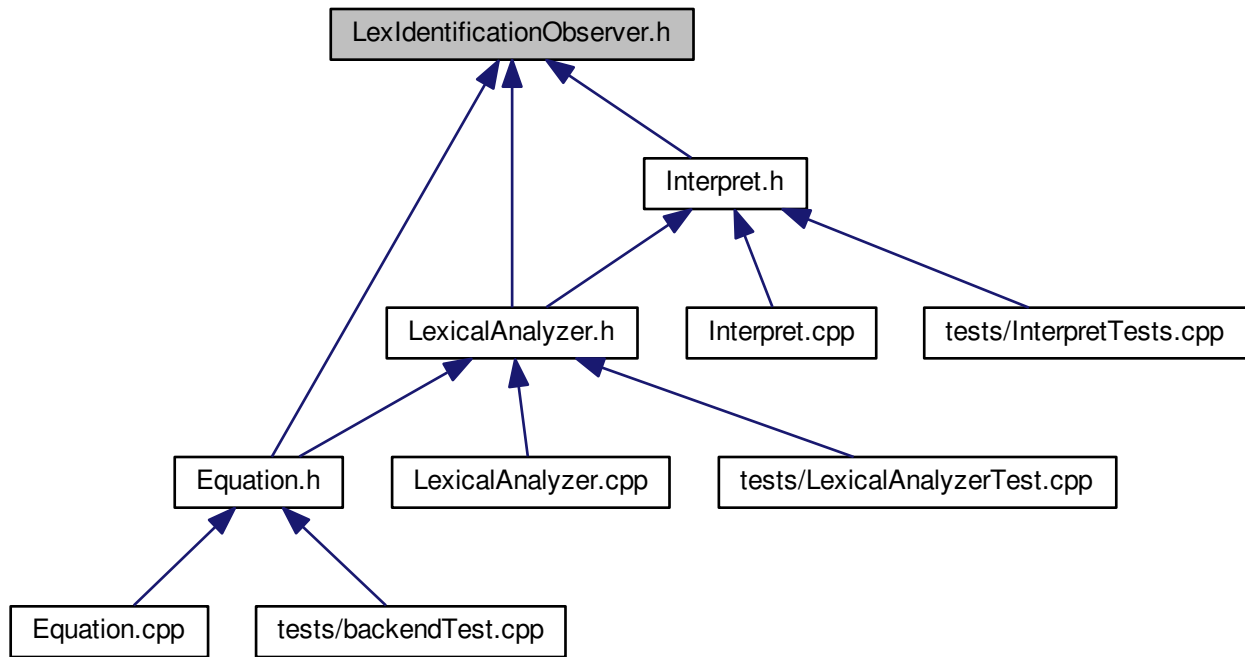 LexIdentificationObserver.h
Interpret.h
LexicalAnalyzer.h
Interpret.cpp
tests/InterpretTests.cpp
Equation.h
LexicalAnalyzer.cpp
tests/LexicalAnalyzerTest.cpp
Equation.cpp
tests/backendTest.cpp